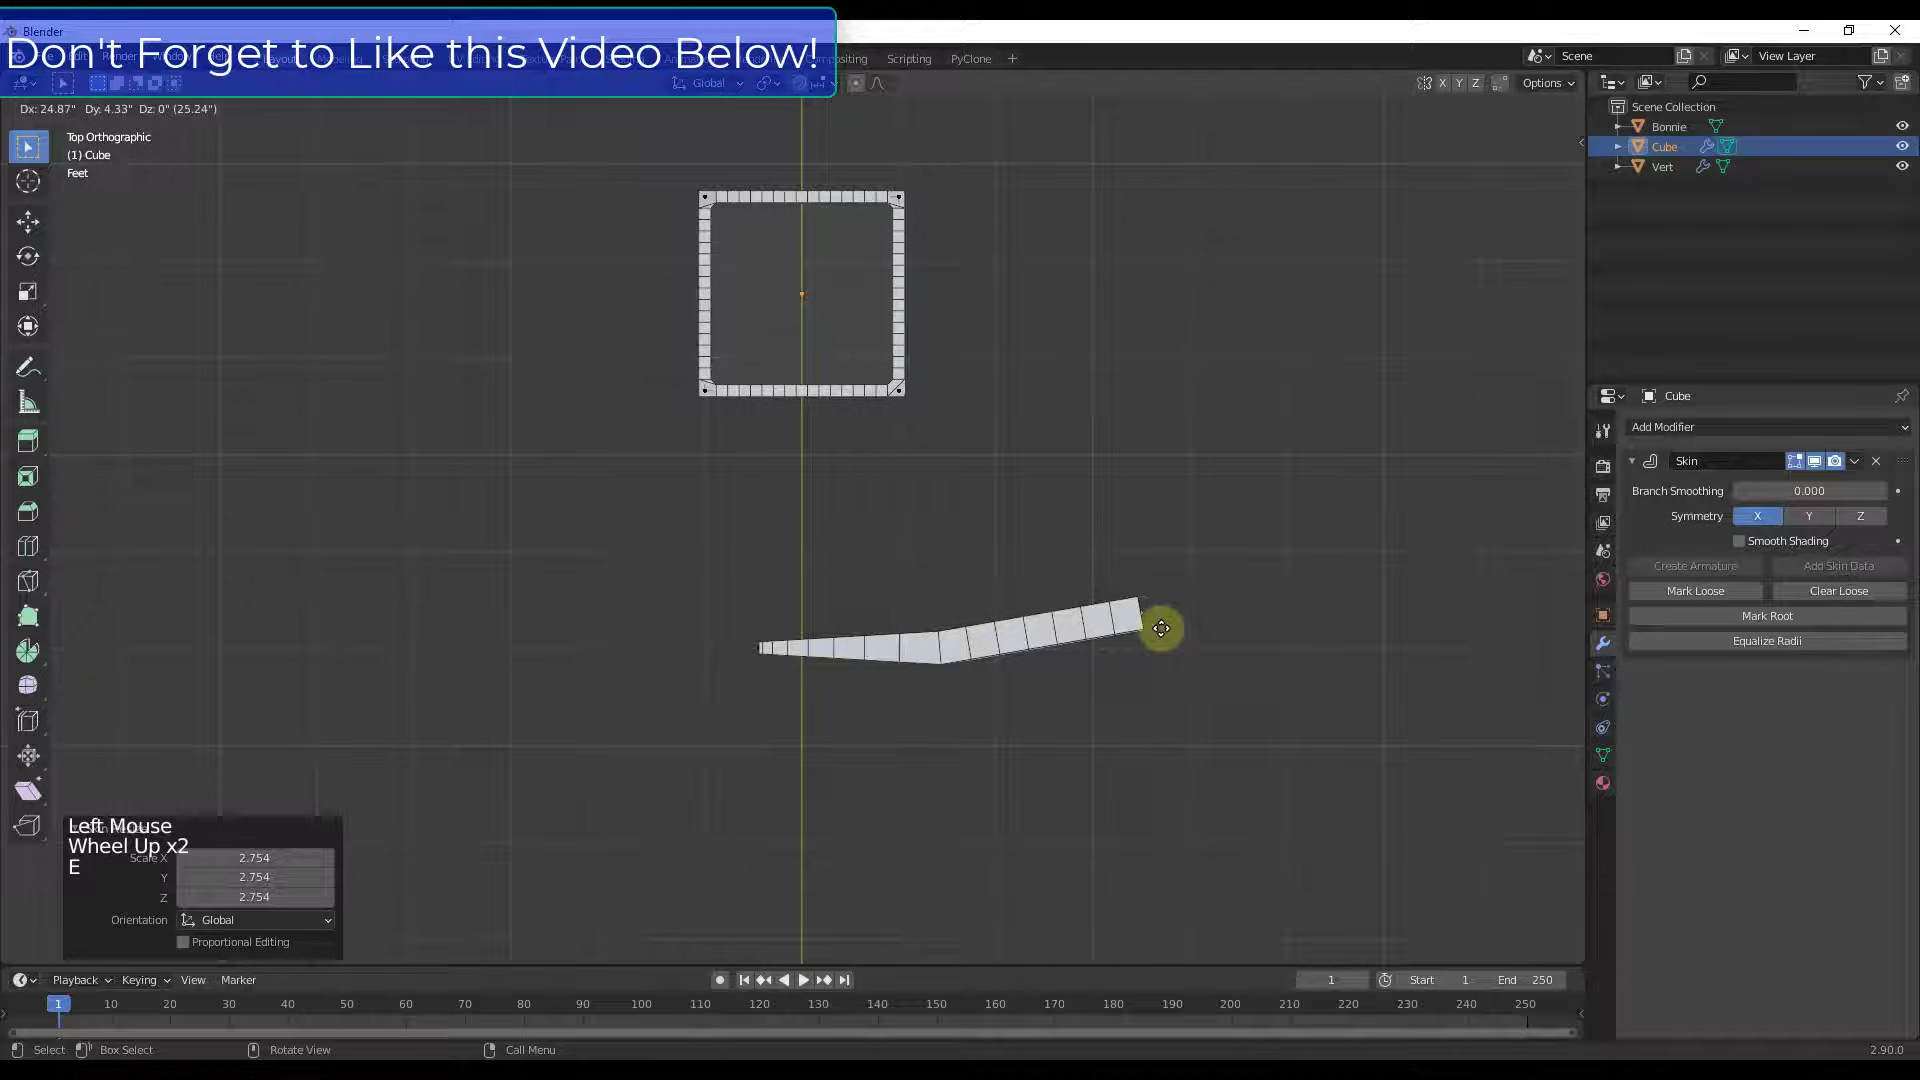 Blender
Don't Forget to Like this Video Below!
Scripting
PyClone
+
Scene
View Layer
Global
X Y Z
Options
Dx: 24.87" Dy: 4.33" Dz: 0" (25.24")
Top Orthographic
(1) Cube
Feet
Scene Collection
Bonnie
Cube
Vert
Cube
Add Modifier
Skin
Branch Smoothing 0.000
Symmetry X Y Z
Smooth Shading
Create Armature Add Skin Data
Mark Loose Clear Loose
Mark Root
Equalize Radii
Left Mouse
Wheel Up x2
E
Scale X 2.754
Y 2.754
Z 2.754
Orientation Global
Proportional Editing
Playback Keying View Marker
1 Start 1 End 250
1 10 20 30 40 50 60 70 80 90 100 110 120 130 140 150 160 170 180 190 200 210 220 230 240 250
Select Box Select Rotate View Call Menu 2.90.0